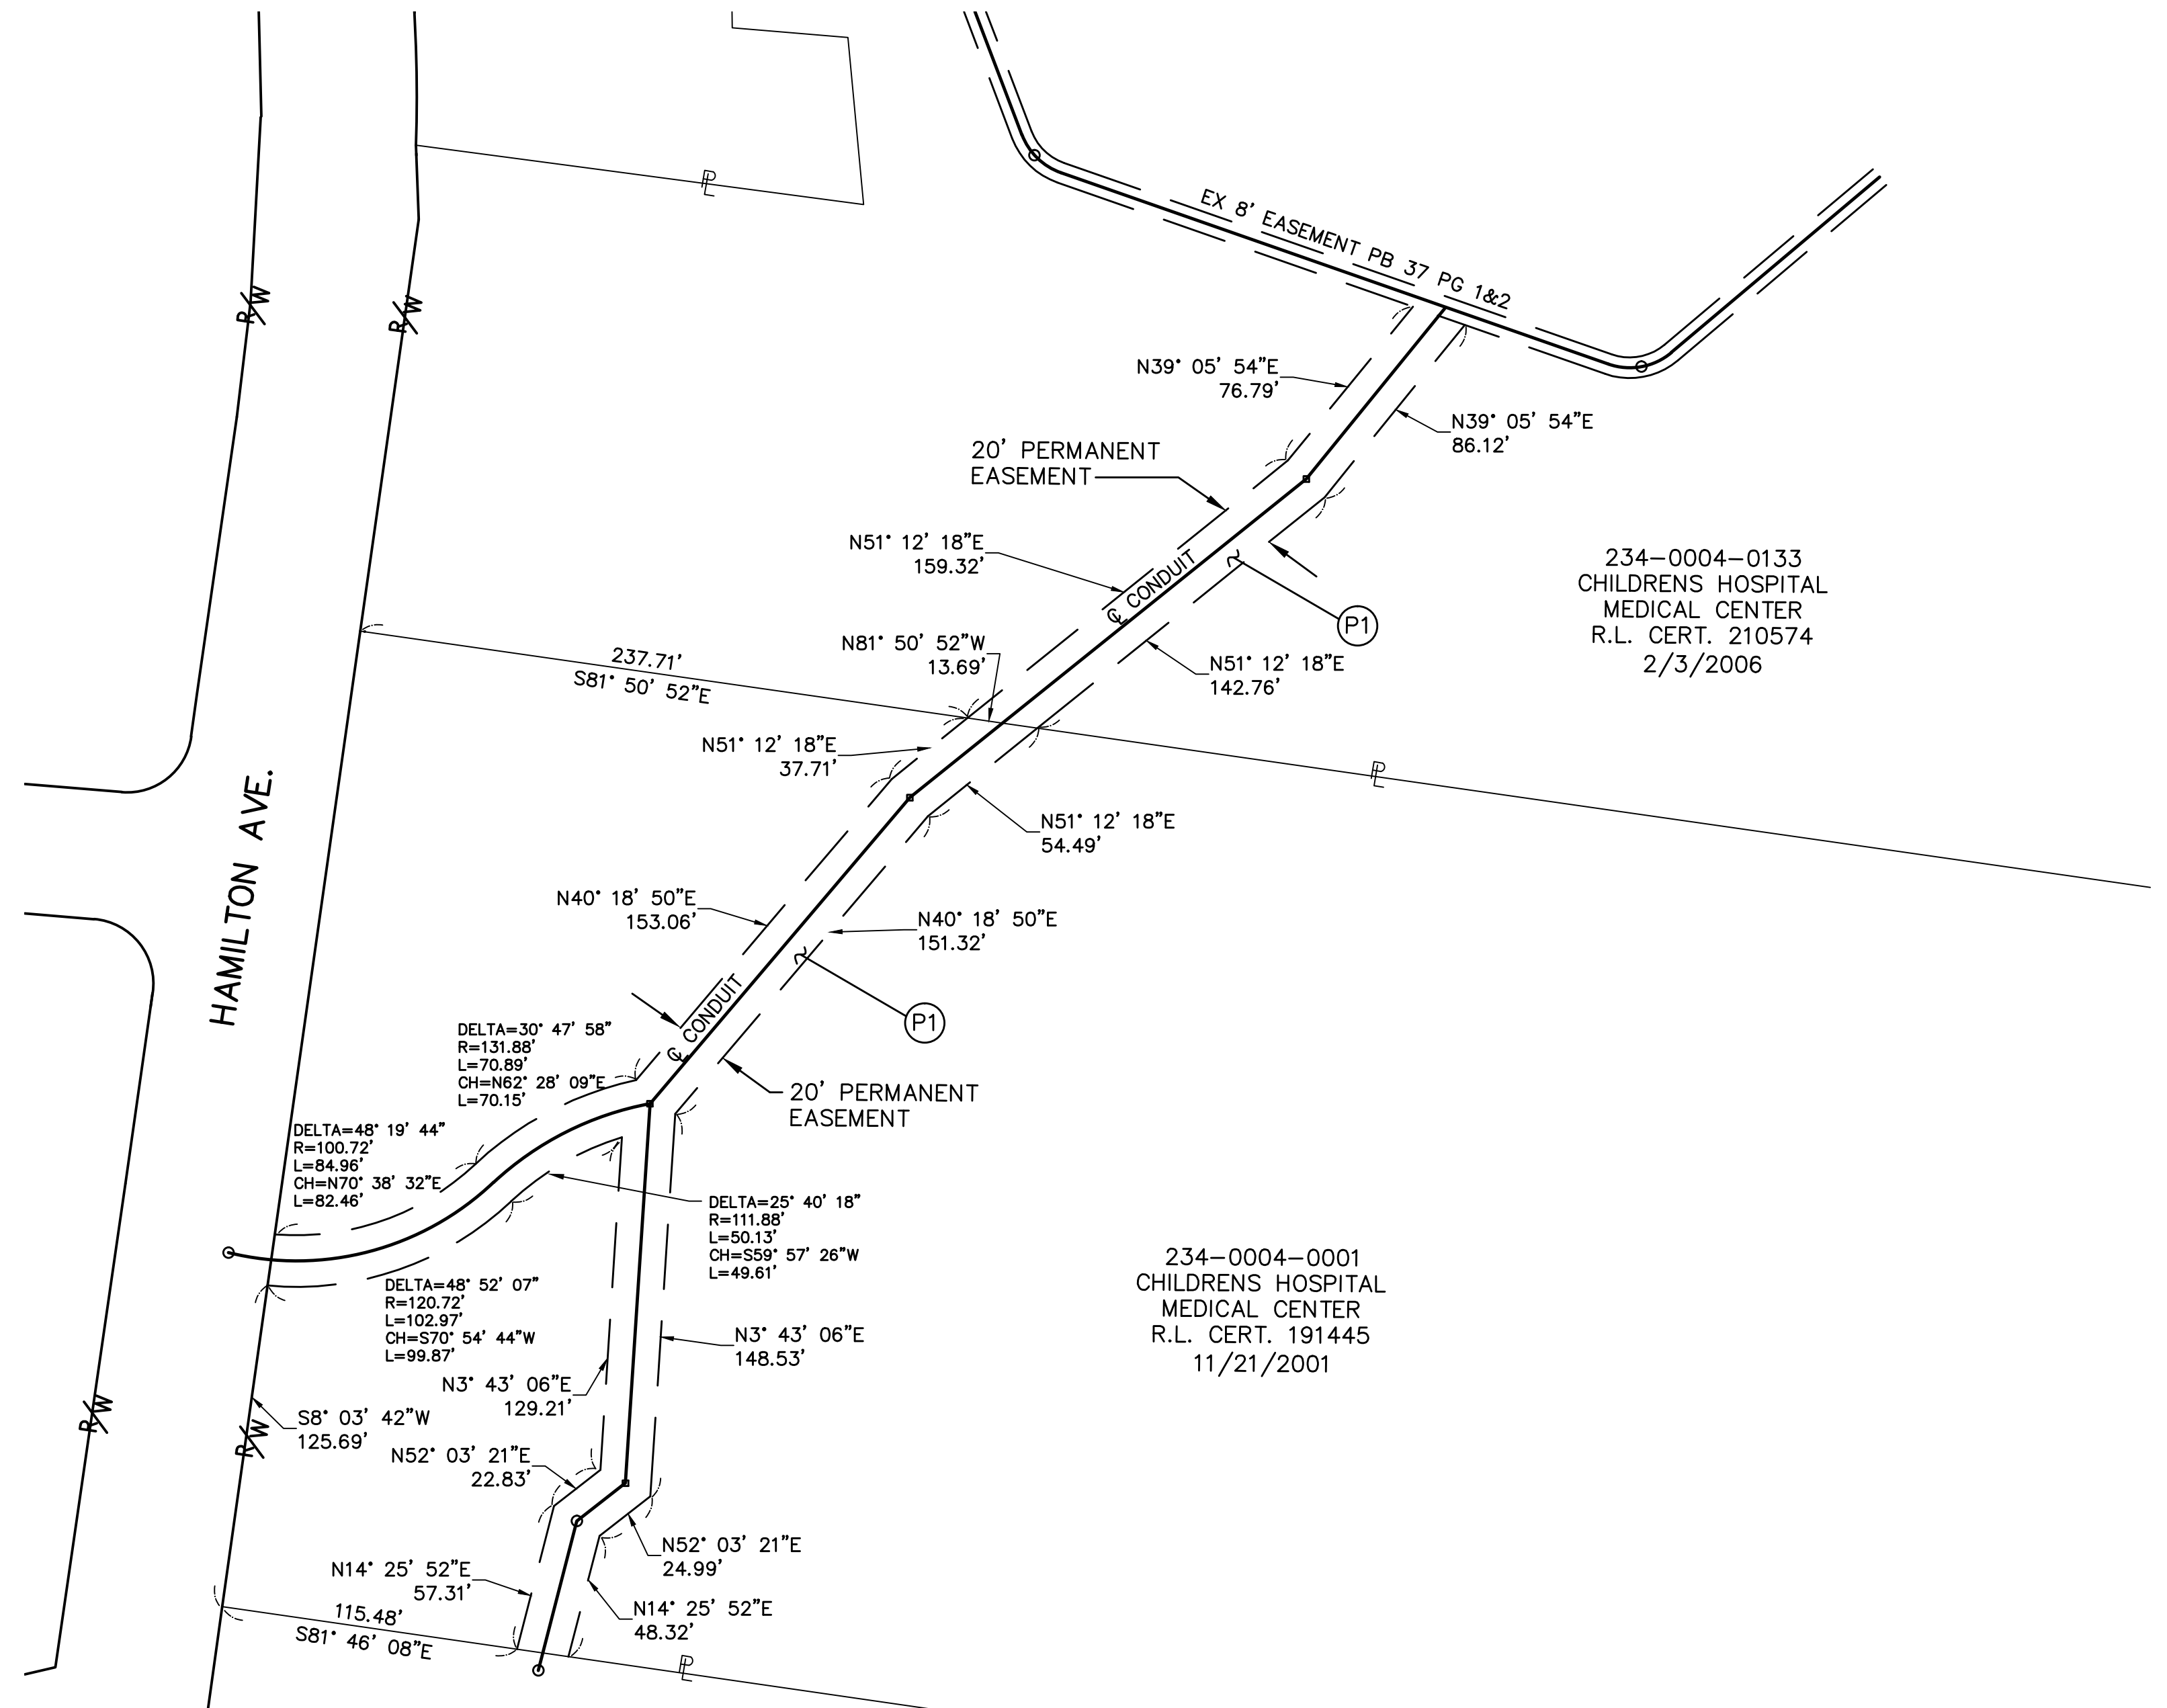 R/W
R/W
℄
EX 8' EASEMENT PB 37 PG 1&2
N39° 05' 54"E
76.79'
N39° 05' 54"E
86.12'
20' PERMANENT
EASEMENT
N51° 12' 18"E
159.32'
℄ CONDUIT
P1
234-0004-0133
CHILDRENS HOSPITAL
MEDICAL CENTER
R.L. CERT. 210574
2/3/2006
N81° 50' 52"W
13.69'
N51° 12' 18"E
142.76'
237.71'
S81° 50' 52"E
N51° 12' 18"E
37.71'
PL
N51° 12' 18"E
54.49'
HAMILTON AVE.
N40° 18' 50"E
153.06'
N40° 18' 50"E
151.32'
℄ CONDUIT
P1
20' PERMANENT
EASEMENT
DELTA=30° 47' 58"
R=131.88'
L=70.89'
CH=N62° 28' 09"E
L=70.15'
DELTA=48° 19' 44"
R=100.72'
L=84.96'
CH=N70° 38' 32"E
L=82.46'
DELTA=25° 40' 18"
R=111.88'
L=50.13'
CH=S59° 57' 26"W
L=49.61'
DELTA=48° 52' 07"
R=120.72'
L=102.97'
CH=S70° 54' 44"W
L=99.87'
234-0004-0001
CHILDRENS HOSPITAL
MEDICAL CENTER
R.L. CERT. 191445
11/21/2001
N3° 43' 06"E
148.53'
N3° 43' 06"E
129.21'
R/W
R/W
S8° 03' 42"W
125.69'
N52° 03' 21"E
22.83'
N52° 03' 21"E
24.99'
N14° 25' 52"E
57.31'
N14° 25' 52"E
48.32'
115.48'
S81° 46' 08"E
PL